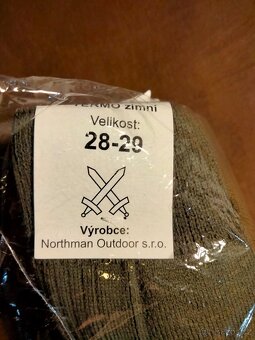 TERMO zimní
Velikost:
28-29
Výrobce:
Northman Outdoor s.r.o.